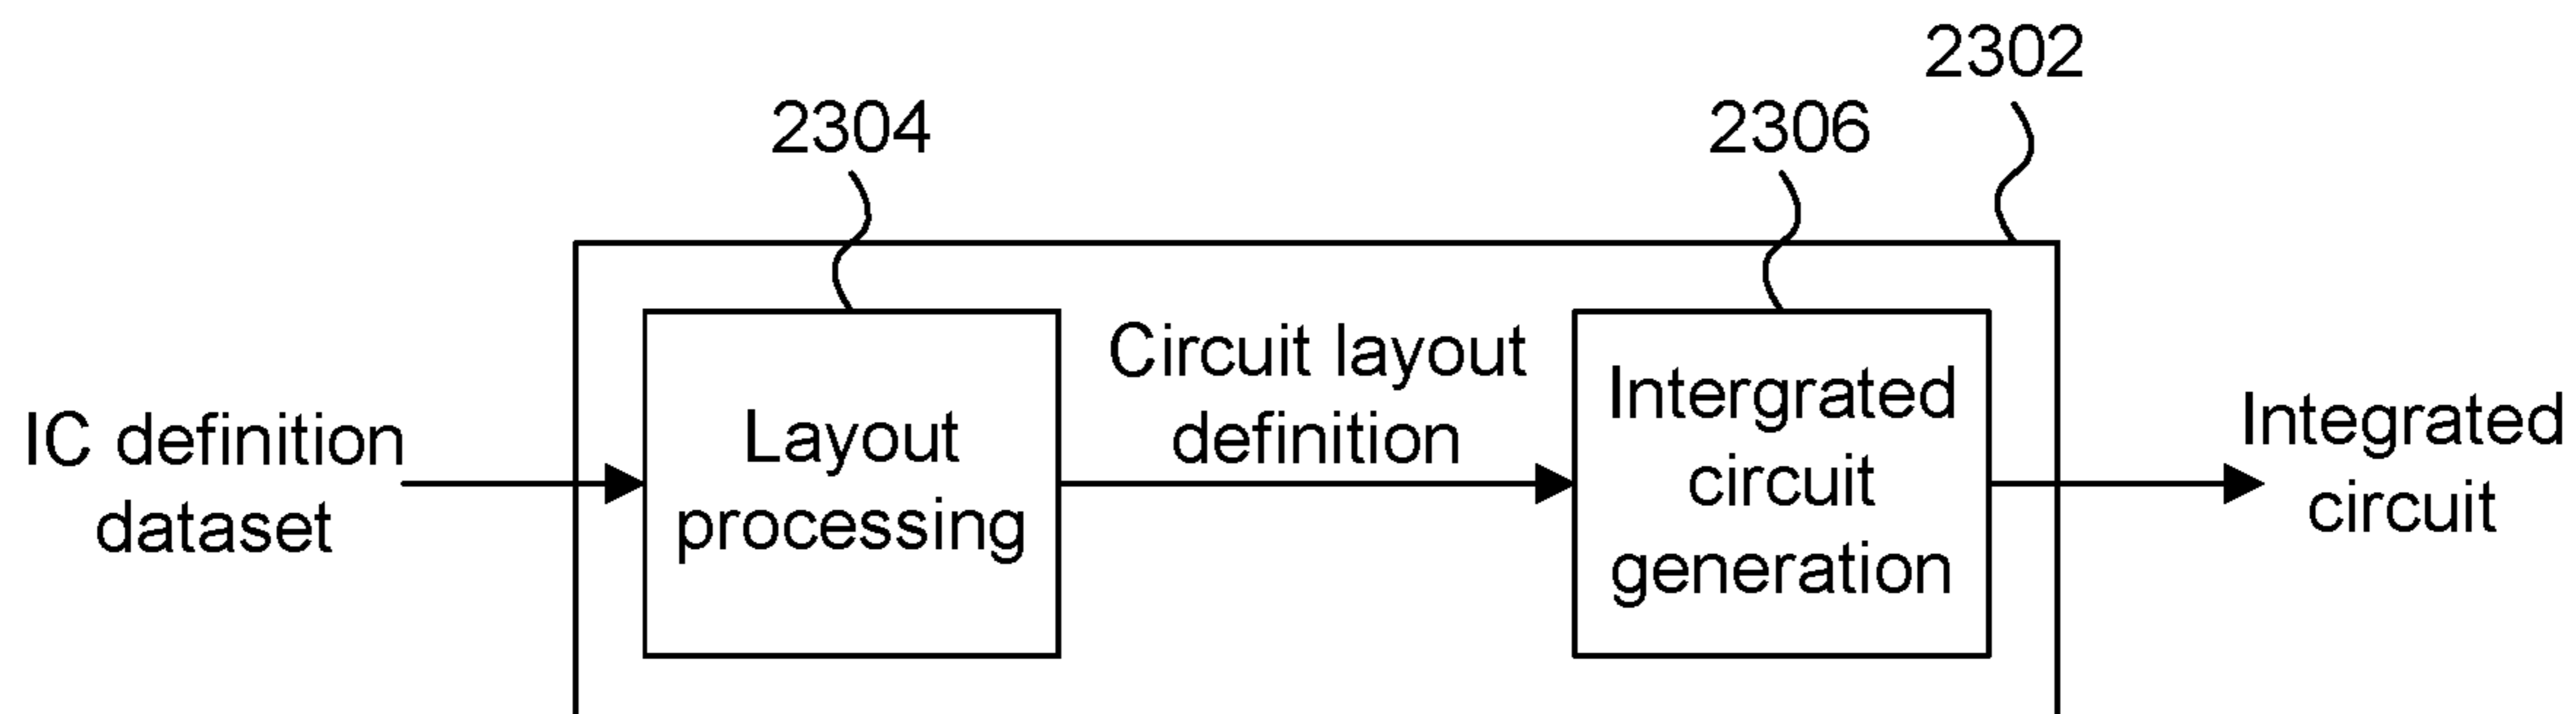 2302
2304
2306
IC definition
dataset
Layout
processing
Circuit layout
definition
Intergrated
circuit
generation
Integrated
circuit